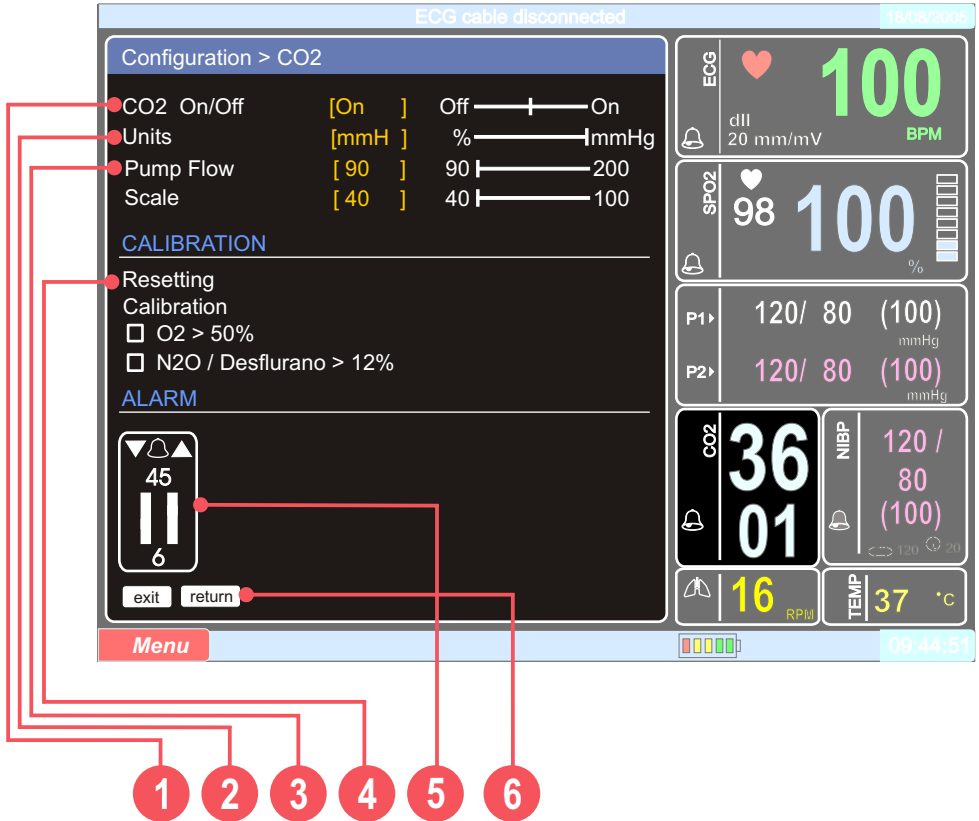 ECG cable disconnected 18/08/2005
Configuration > CO2
CO2 On/Off [On ] Off On
Units [mmH ] % mmHg
Pump Flow [ 90 ] 90 200
Scale [ 40 ] 40 100
CALIBRATION
Resetting
Calibration
O2 > 50%
N2O / Desflurano > 12%
ALARM
45
6
exit return
ECG
100
dII
20 mm/mV
BPM
SPO2
98
100
%
P1 120/ 80 (100)
mmHg
P2 120/ 80 (100)
mmHg
CO2
36
01
NIBP
120 /
80
(100)
120 20
16
RPM
TEMP
37 °C
Menu
09:44:51
1 2 3 4 5 6